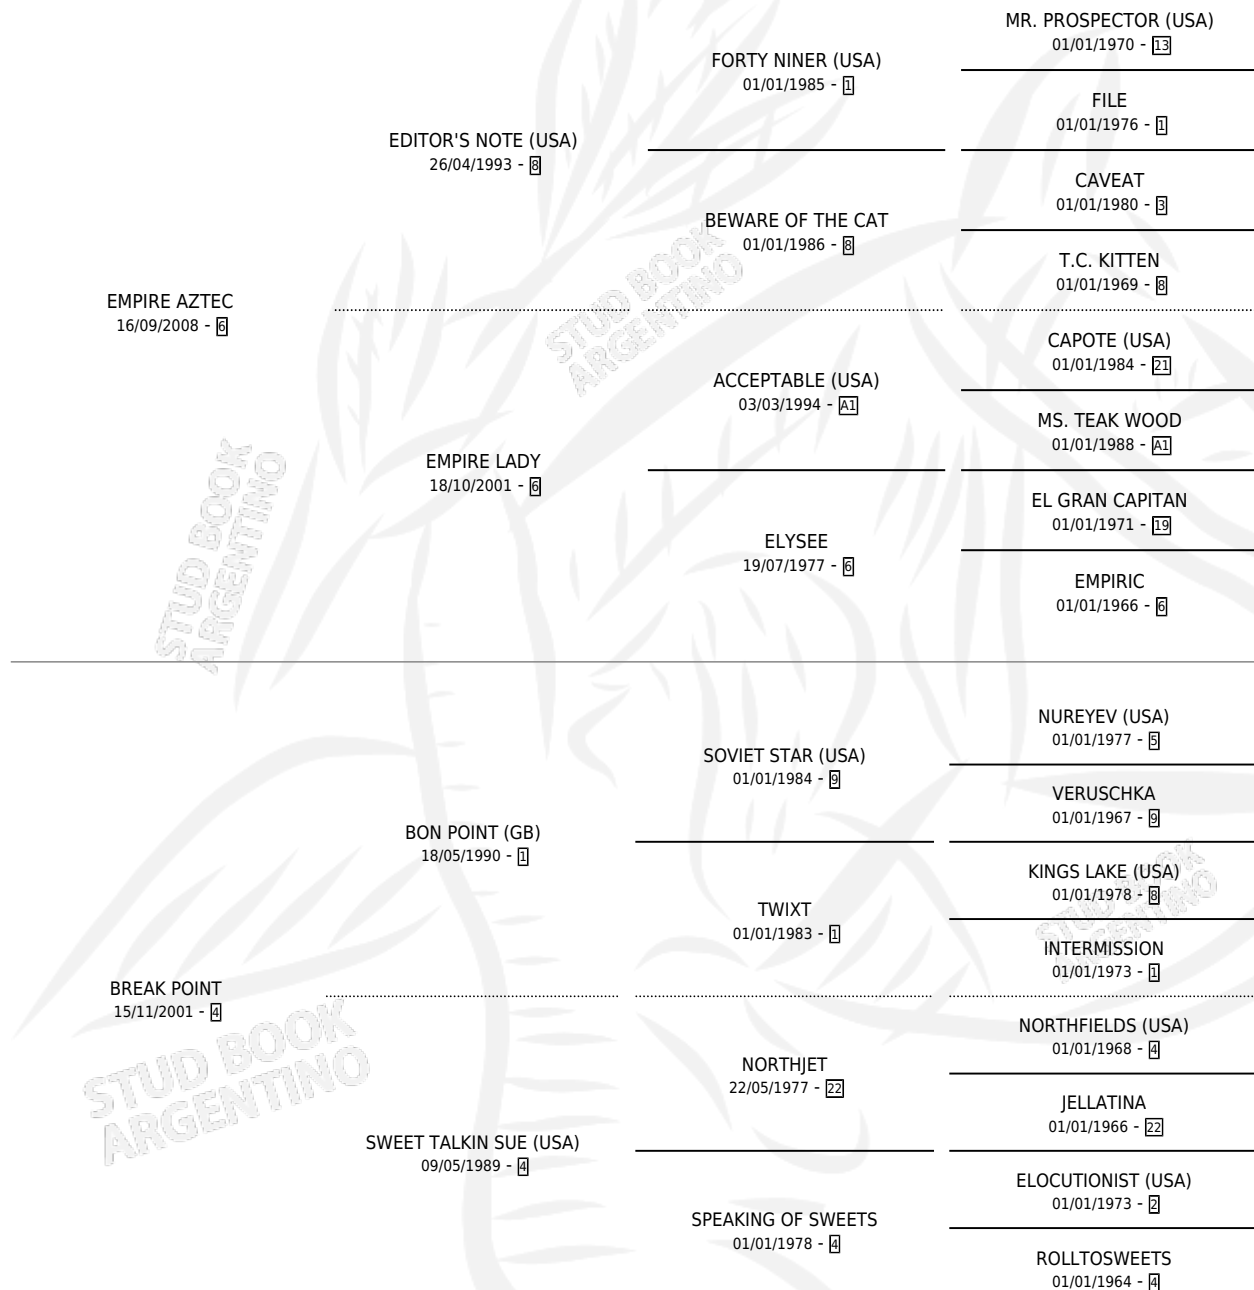 MR. PROSPECTOR (USA)
01/01/1970 - 13
FORTY NINER (USA)
01/01/1985 - 1
FILE
01/01/1976 - 1
EDITOR'S NOTE (USA)
26/04/1993 - 8
CAVEAT
01/01/1980 - 3
BEWARE OF THE CAT
01/01/1986 - 8
T.C. KITTEN
01/01/1969 - 8
EMPIRE AZTEC
16/09/2008 - 6
STUD BOOK
ARGENTINO
CAPOTE (USA)
01/01/1984 - 21
ACCEPTABLE (USA)
03/03/1994 - A1
MS. TEAK WOOD
01/01/1988 - A1
EMPIRE LADY
18/10/2001 - 6
EL GRAN CAPITAN
01/01/1971 - 19
ELYSEE
19/07/1977 - 6
EMPIRIC
01/01/1966 - 6
STUD BOOK
ARGENTINO
NUREYEV (USA)
01/01/1977 - 5
SOVIET STAR (USA)
01/01/1984 - 9
VERUSCHKA
01/01/1967 - 9
BON POINT (GB)
18/05/1990 - 1
KINGS LAKE (USA)
01/01/1978 - 8
STUD BOOK
ARGENTINO
TWIXT
01/01/1983 - 1
INTERMISSION
01/01/1973 - 1
BREAK POINT
15/11/2001 - 4
STUD BOOK
ARGENTINO
NORTHFIELDS (USA)
01/01/1968 - 4
NORTHJET
22/05/1977 - 22
JELLATINA
01/01/1966 - 22
SWEET TALKIN SUE (USA)
09/05/1989 - 4
ELOCUTIONIST (USA)
01/01/1973 - 2
SPEAKING OF SWEETS
01/01/1978 - 4
ROLLTOSWEETS
01/01/1964 - 4